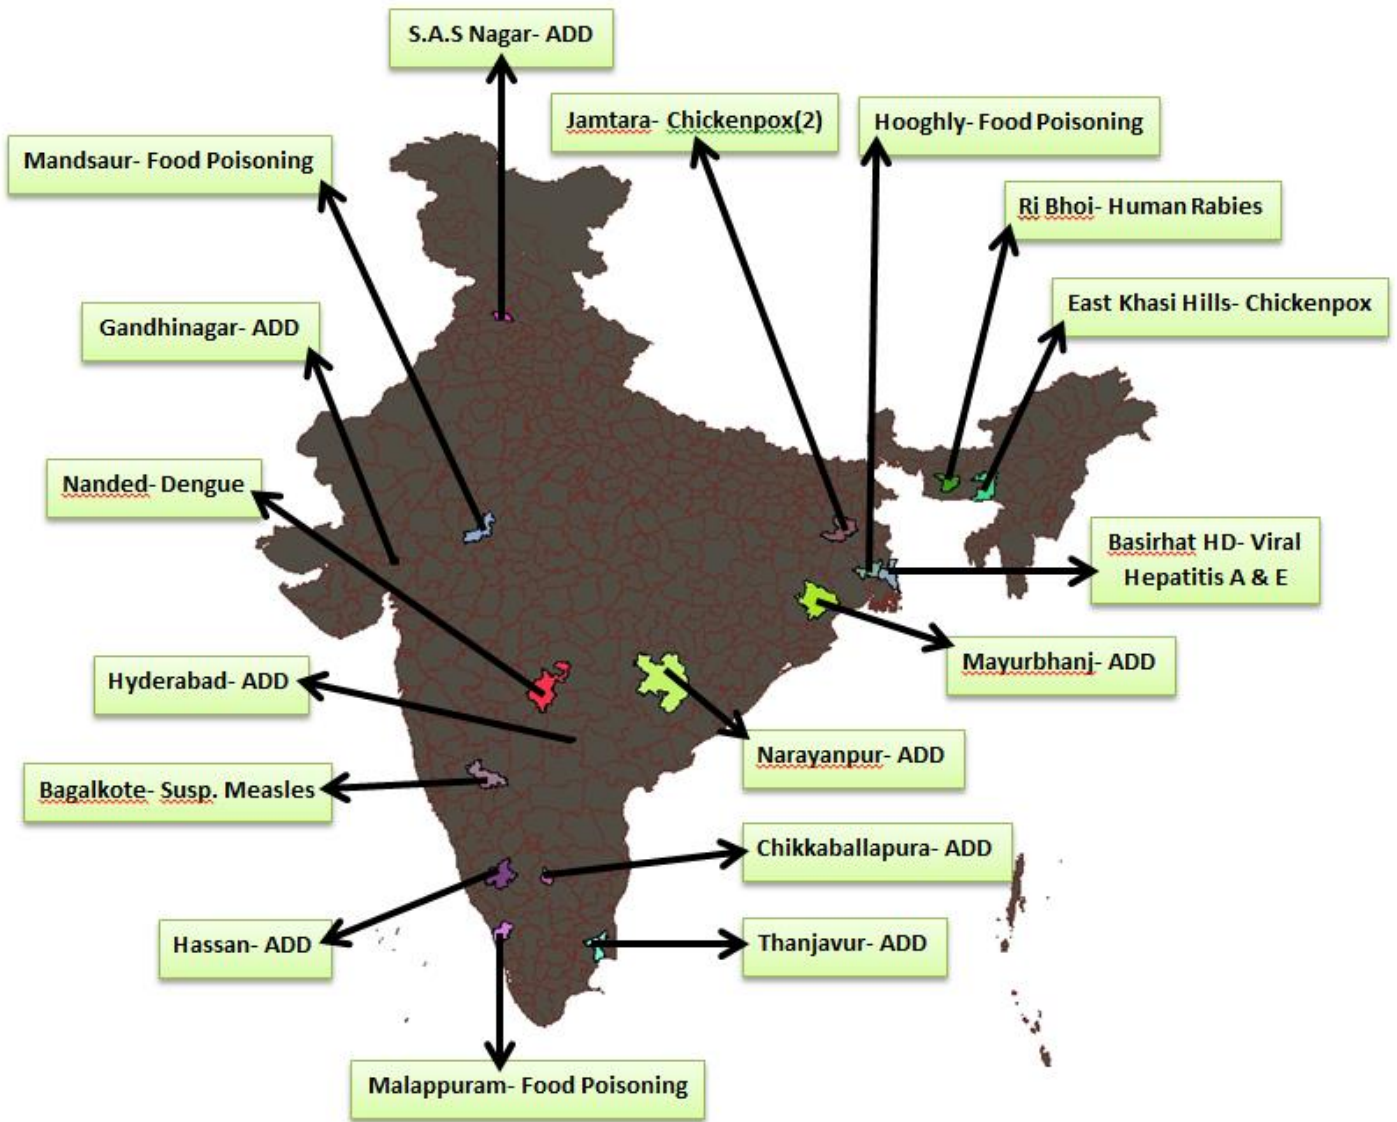 S.A.S Nagar- ADD
Jamtara- Chickenpox(2)
Hooghly- Food Poisoning
Mandsaur- Food Poisoning
Ri Bhoi- Human Rabies
East Khasi Hills- Chickenpox
Gandhinagar- ADD
Nanded- Dengue
Basirhat HD- Viral
Hepatitis A & E
Mayurbhanj- ADD
Hyderabad- ADD
Narayanpur- ADD
Bagalkote- Susp. Measles
Chikkaballapura- ADD
Hassan- ADD
Thanjavur- ADD
Malappuram- Food Poisoning